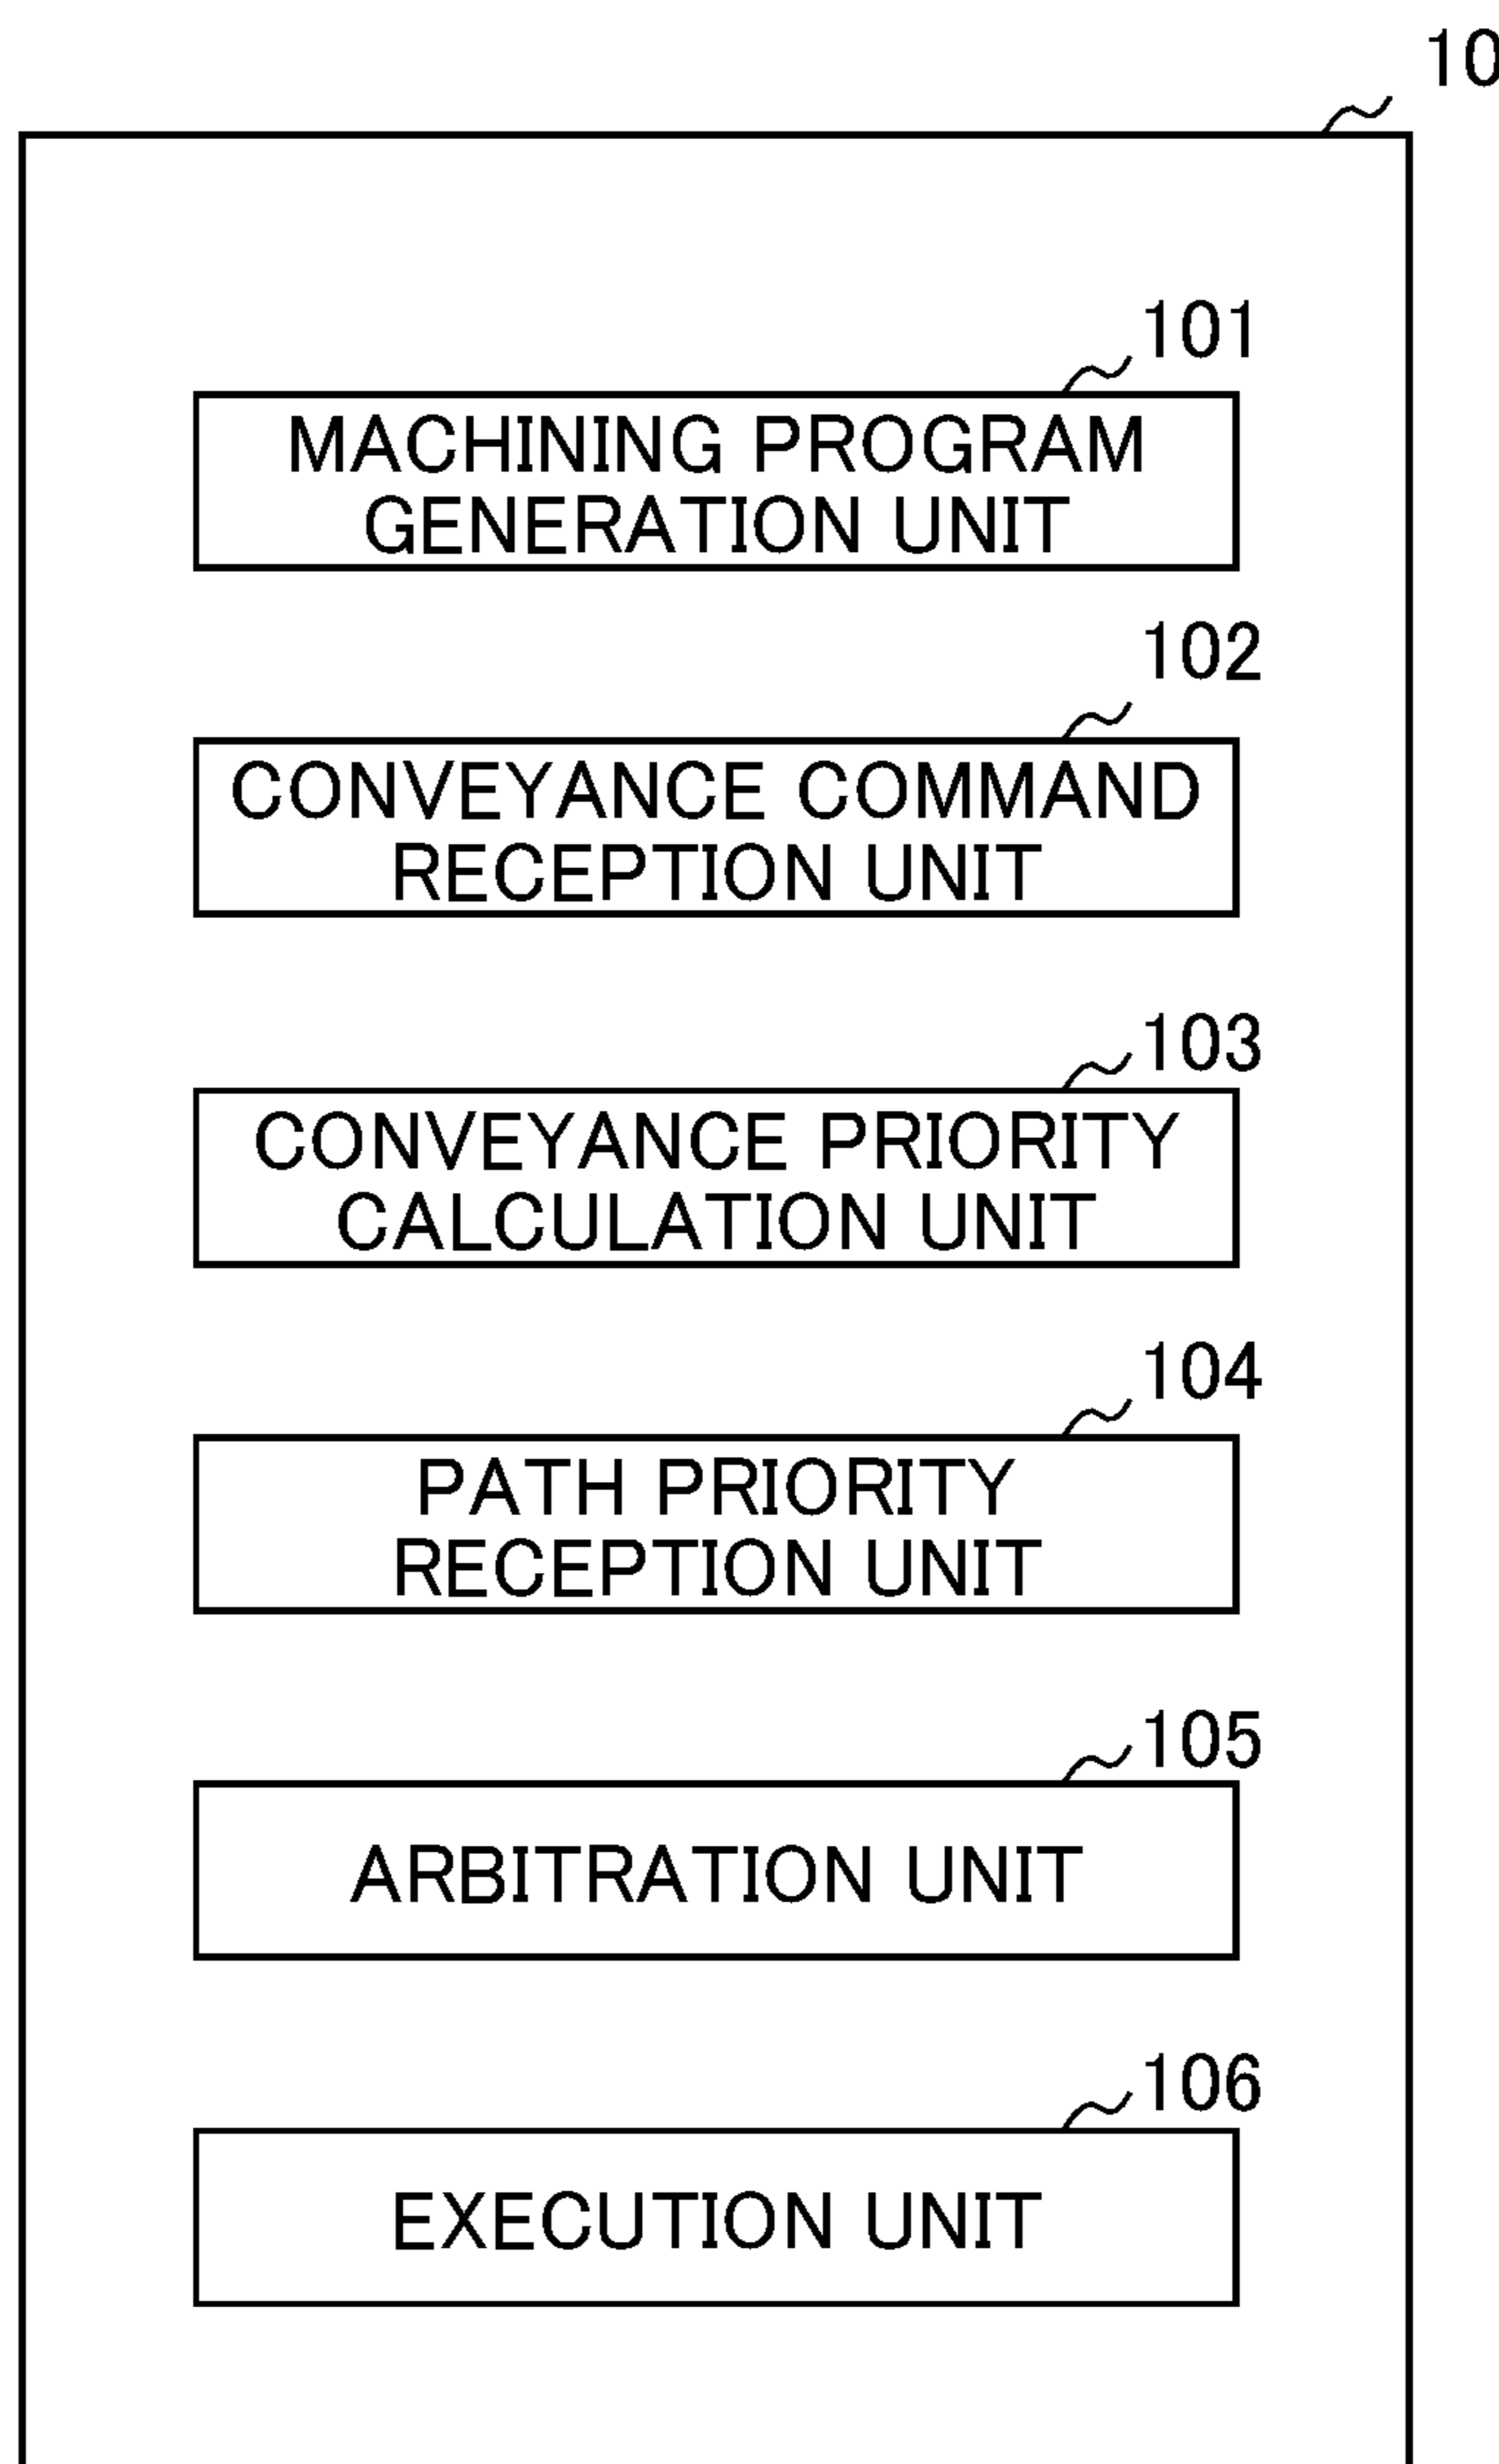 10
101
MACHINING PROGRAM
GENERATION UNIT
102
CONVEYANCE COMMAND
RECEPTION UNIT
103
CONVEYANCE PRIORITY
CALCULATION UNIT
104
PATH PRIORITY
RECEPTION UNIT
105
ARBITRATION UNIT
106
EXECUTION UNIT